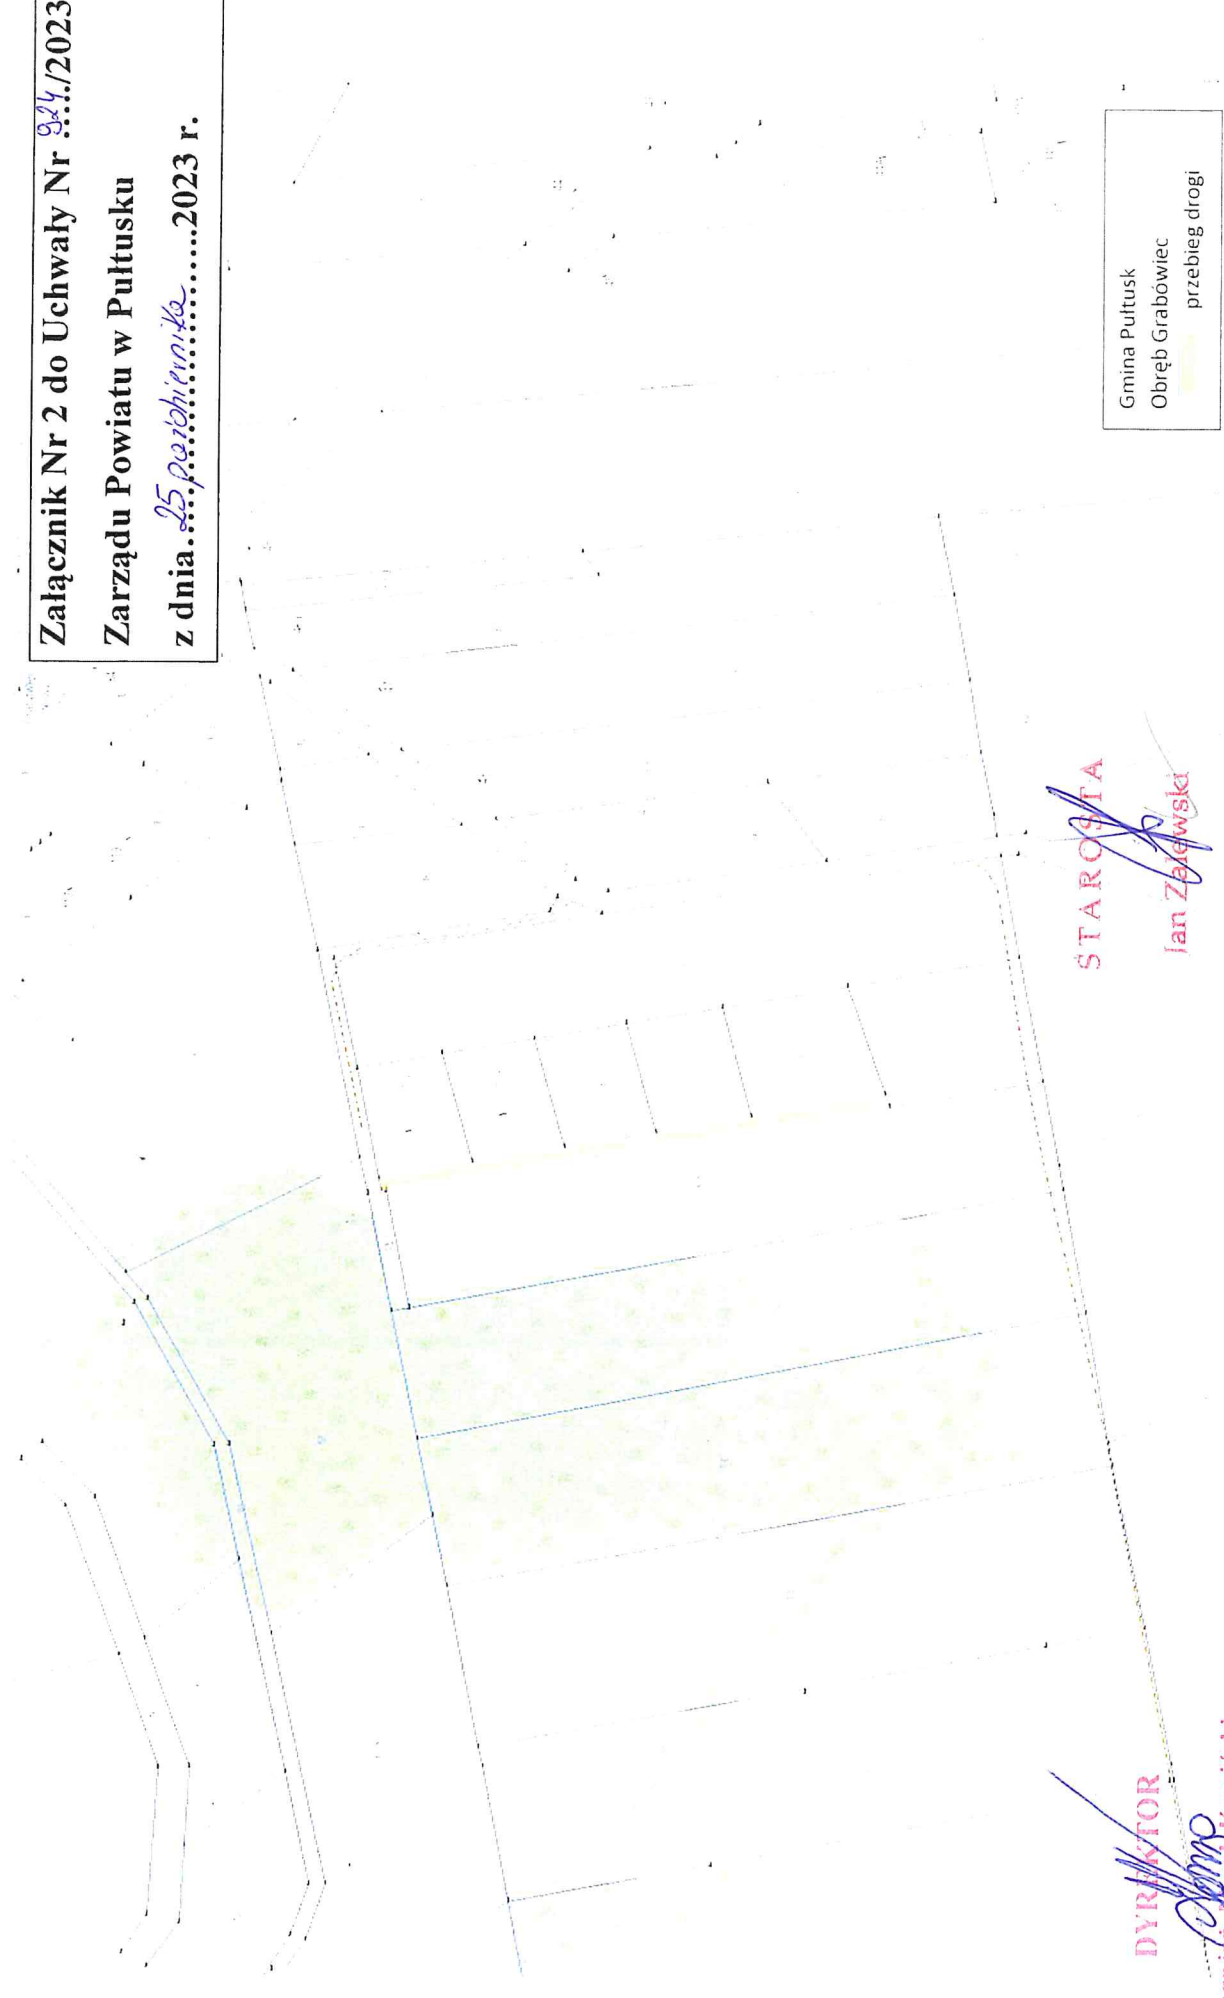 Załącznik Nr 2 do Uchwały Nr 924./2023
Zarządu Powiatu w Pułtusku
z dnia 25 października 2023 r.
Gmina Pułtusk
Obręb Grabówiec
przebieg drogi
STAROSTA
Jan Zalewski
DYREKTOR